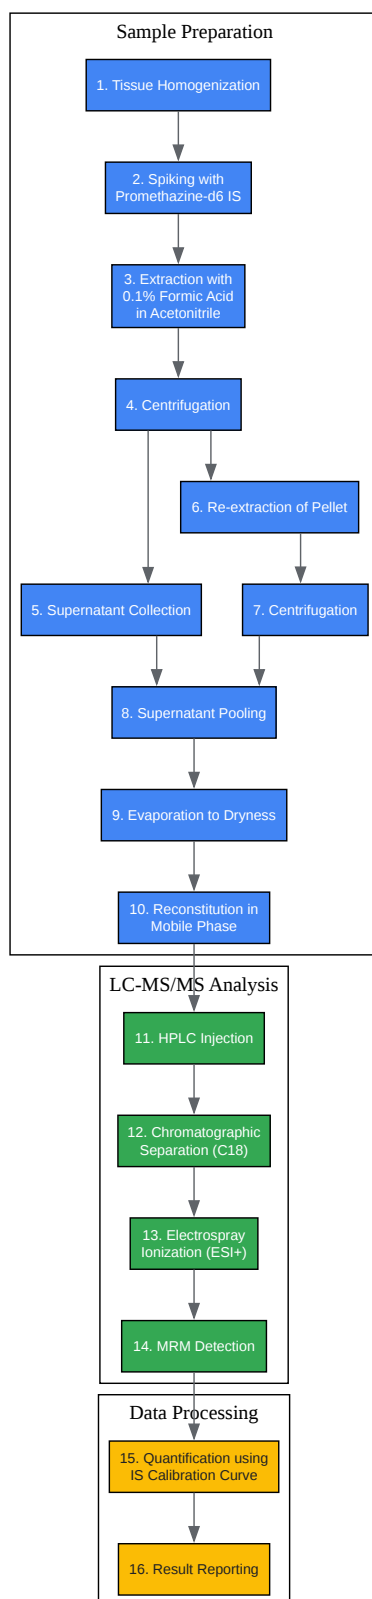 Sample Preparation
1. Tissue Homogenization
2. Spiking with
Promethazine-d6 IS
3. Extraction with
0.1% Formic Acid
in Acetonitrile
4. Centrifugation
6. Re-extraction of Pellet
5. Supernatant Collection
7. Centrifugation
8. Supernatant Pooling
9. Evaporation to Dryness
10. Reconstitution in
Mobile Phase
LC-MS/MS Analysis
11. HPLC Injection
12. Chromatographic
Separation (C18)
13. Electrospray
Ionization (ESI+)
14. MRM Detection
Data Processing
15. Quantification using
IS Calibration Curve
16. Result Reporting